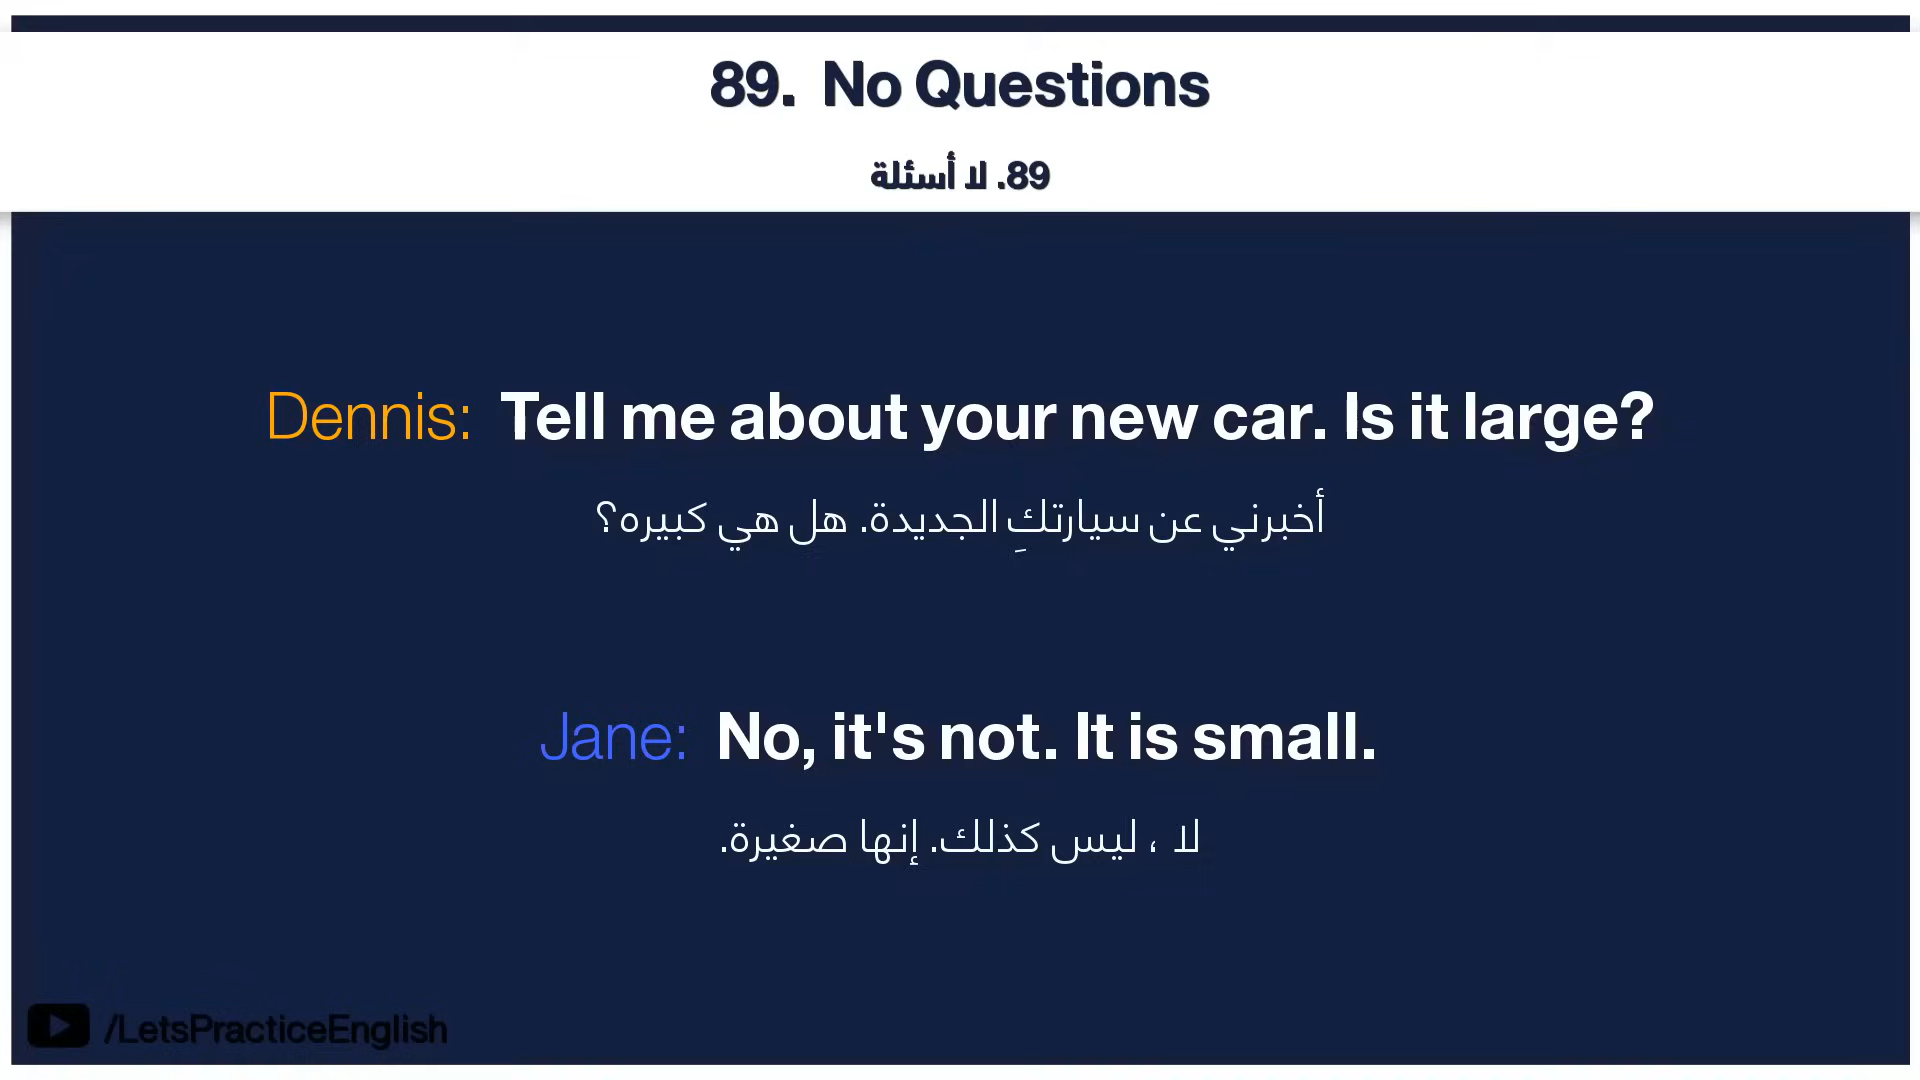 89. No Questions
89. لا أسئلة
Dennis: Tell me about your new car. Is it large?
أخبرني عن سيارتكِ الجديدة. هل هي كبيره؟
Jane: No, it's not. It is small.
لا ، ليس كذلك. إنها صغيرة.
/LetsPracticeEnglish